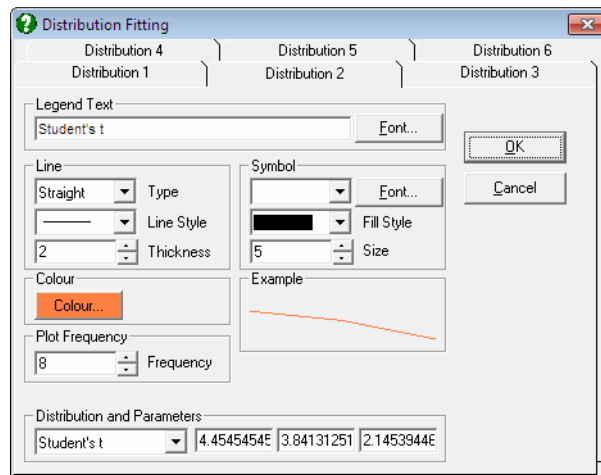 Distribution Fitting
Distribution 4 Distribution 5 Distribution 6
Distribution 1 Distribution 2 Distribution 3
Legend Text
Student's t Font...
OK
Cancel
Line
Straight Type
Line Style
2 Thickness
Symbol
Font...
Fill Style
5 Size
Colour
Colour...
Example
Plot Frequency
8 Frequency
Distribution and Parameters
Student's t 4.4545454 3.84131251 2.1453944